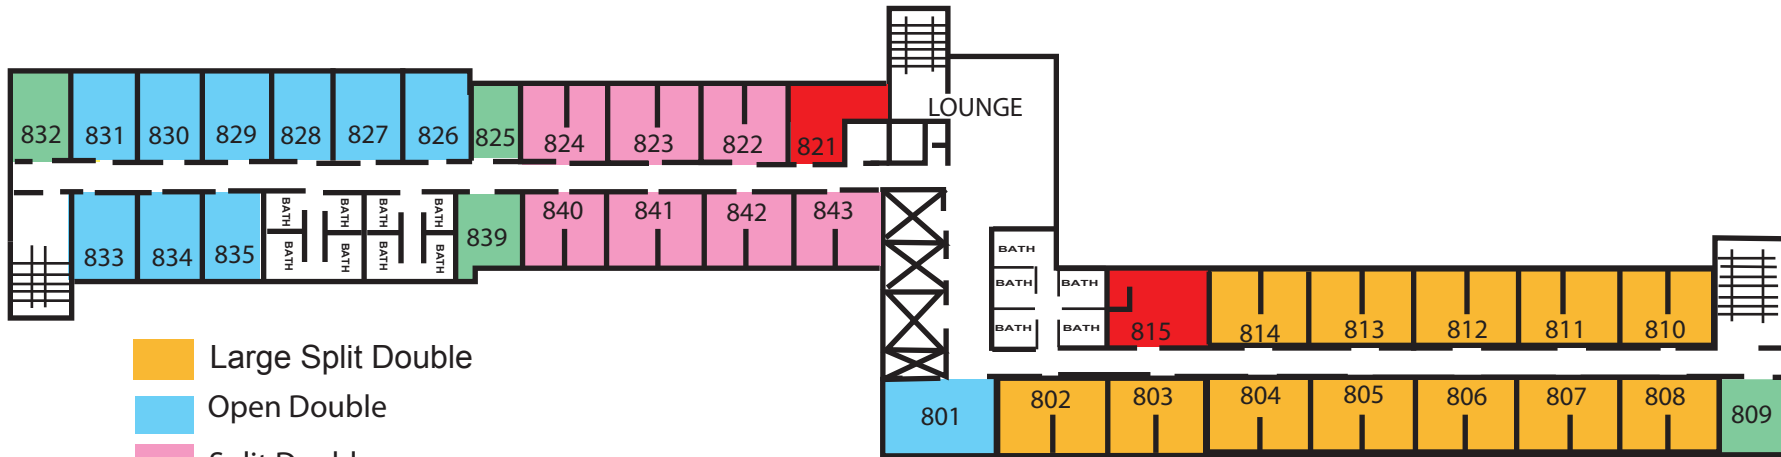 LOUNGE
832 831 830 829 828 827 826 825 824 823 822 821
833 834 835 BATH BATH BATH BATH BATH BATH BATH BATH 839 840 841 842 843
BATH
BATH BATH
BATH BATH
815 814 813 812 811 810
801 802 803 804 805 806 807 808 809
Large Split Double
Open Double
Split Double